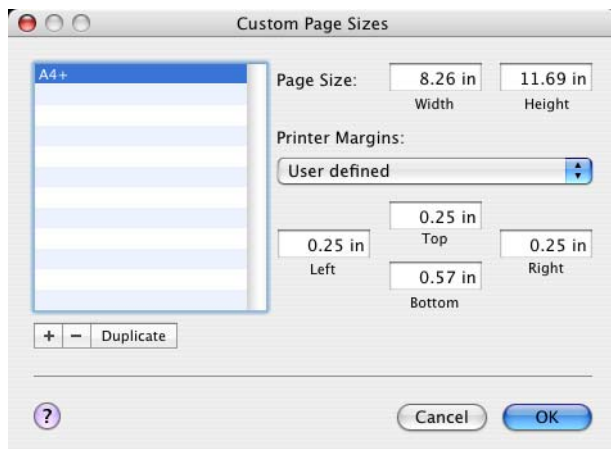 Custom Page Sizes
A4+
Page Size:
8.26 in
11.69 in
Width
Height
Printer Margins:
User defined
0.25 in
Top
0.25 in
Left
0.25 in
Right
0.57 in
Bottom
+ − Duplicate
?
Cancel
OK